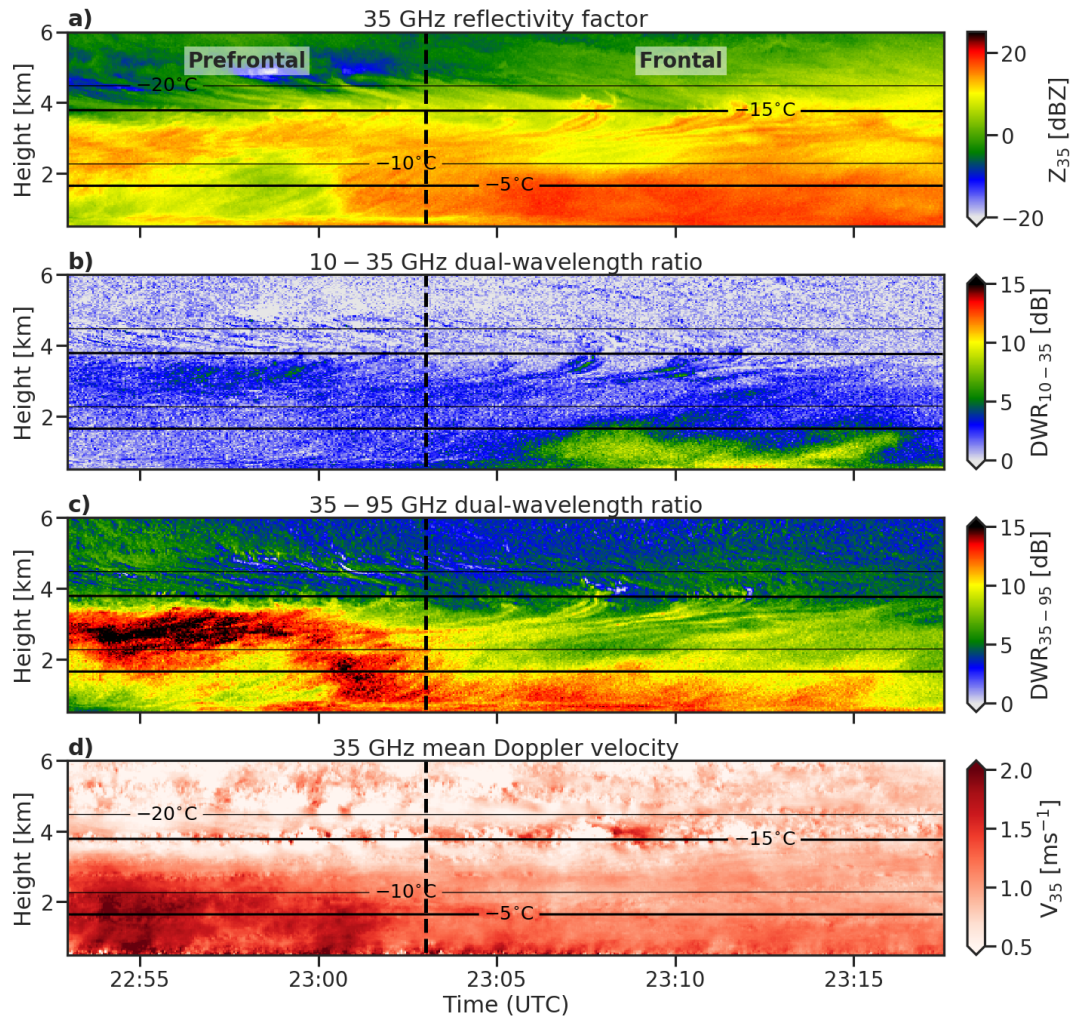 a)
35 GHz reflectivity factor
Prefrontal
Frontal
−20°C
−15°C
−10°C
−5°C
6
4
2
Height [km]
20
0
−20
Z35 [dBZ]
b)
10 − 35 GHz dual-wavelength ratio
6
4
2
Height [km]
15
10
5
0
DWR10−35 [dB]
c)
35 − 95 GHz dual-wavelength ratio
6
4
2
Height [km]
15
10
5
0
DWR35−95 [dB]
d)
35 GHz mean Doppler velocity
−20°C
−15°C
−10°C
−5°C
6
4
2
Height [km]
2.0
1.5
1.0
0.5
V35 [ms−1]
22:55
23:00
23:05
23:10
23:15
Time (UTC)